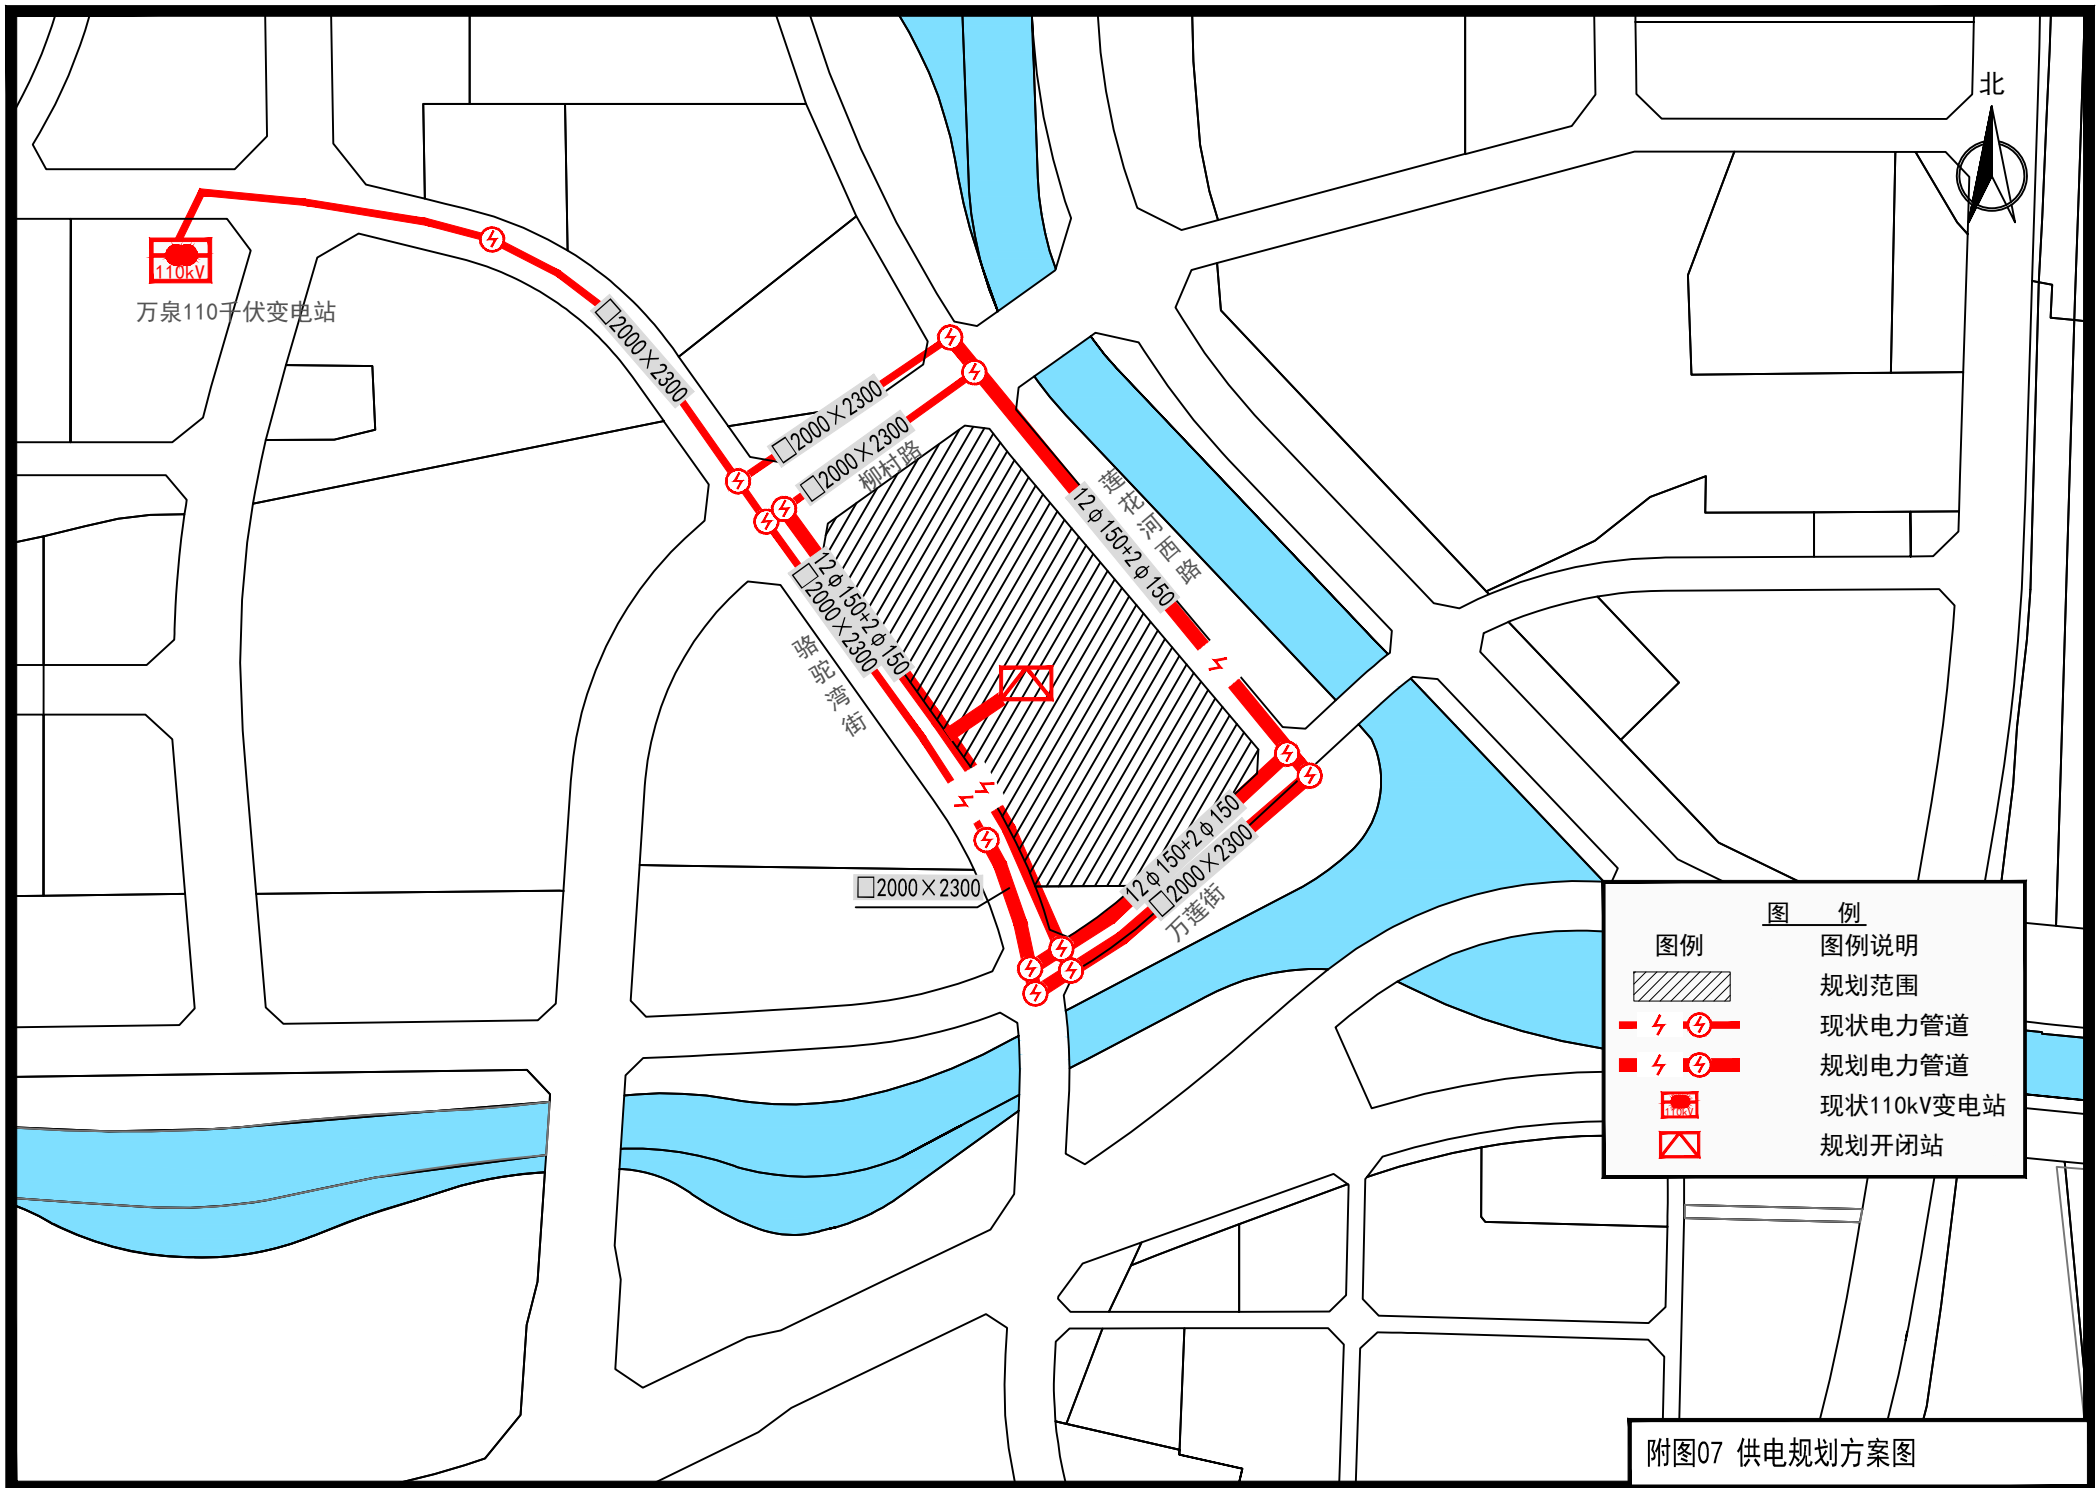 北
110kV
万泉110千伏变电站
□2000×2300
□2000×2300
□2000×2300
柳村路
12φ150+2φ150
莲花河西路
12φ150+2φ150
□2000×2300
骆驼湾街
12φ150+2φ150
□2000×2300
万莲街
□2000×2300
图 例
图例 图例说明
规划范围
现状电力管道
规划电力管道
110kV 现状110kV变电站
规划开闭站
附图07 供电规划方案图